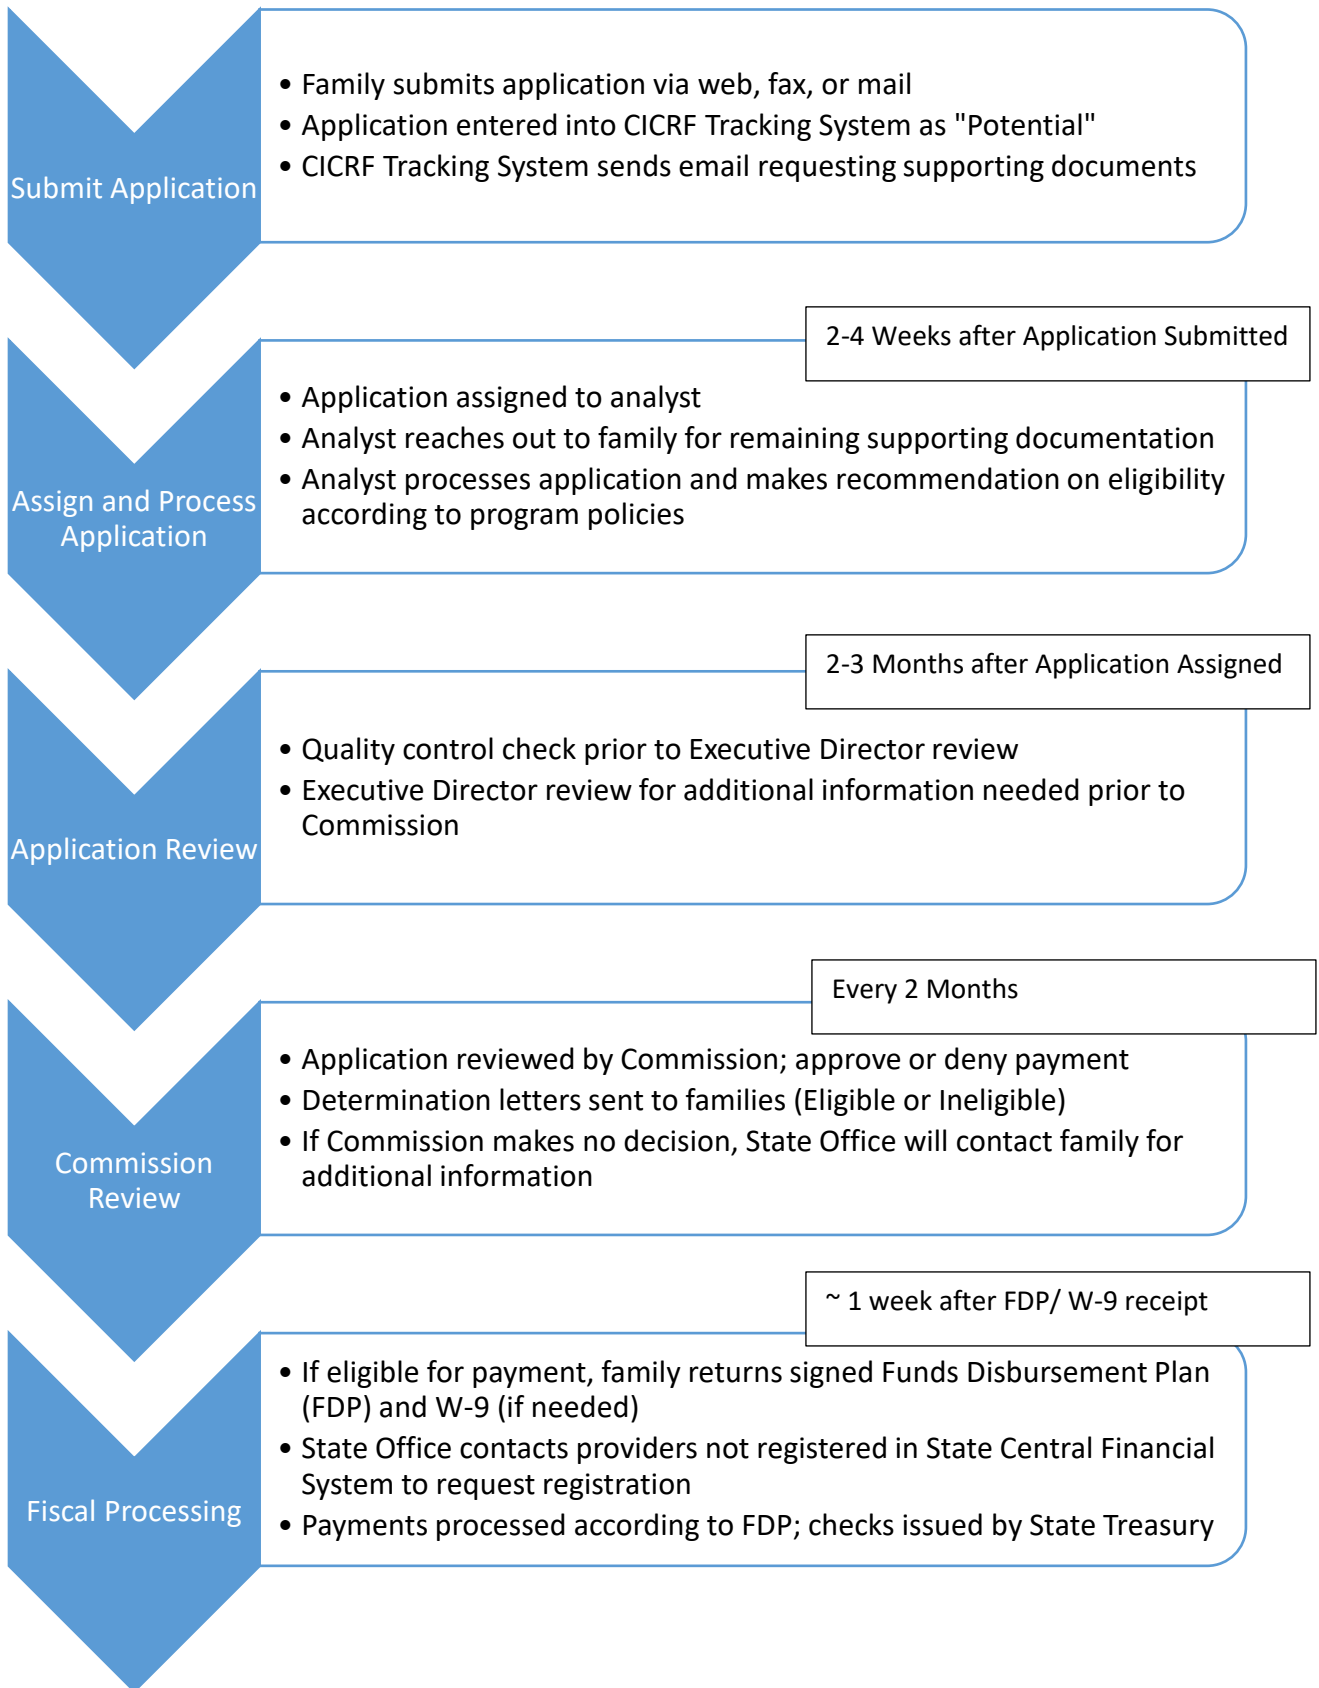 Submit Application
• Family submits application via web, fax, or mail
• Application entered into CICRF Tracking System as "Potential"
• CICRF Tracking System sends email requesting supporting documents
2-4 Weeks after Application Submitted
Assign and Process
Application
• Application assigned to analyst
• Analyst reaches out to family for remaining supporting documentation
• Analyst processes application and makes recommendation on eligibility
according to program policies
2-3 Months after Application Assigned
Application Review
• Quality control check prior to Executive Director review
• Executive Director review for additional information needed prior to
Commission
Every 2 Months
Commission
Review
• Application reviewed by Commission; approve or deny payment
• Determination letters sent to families (Eligible or Ineligible)
• If Commission makes no decision, State Office will contact family for
additional information
~ 1 week after FDP/ W-9 receipt
Fiscal Processing
• If eligible for payment, family returns signed Funds Disbursement Plan
(FDP) and W-9 (if needed)
• State Office contacts providers not registered in State Central Financial
System to request registration
• Payments processed according to FDP; checks issued by State Treasury